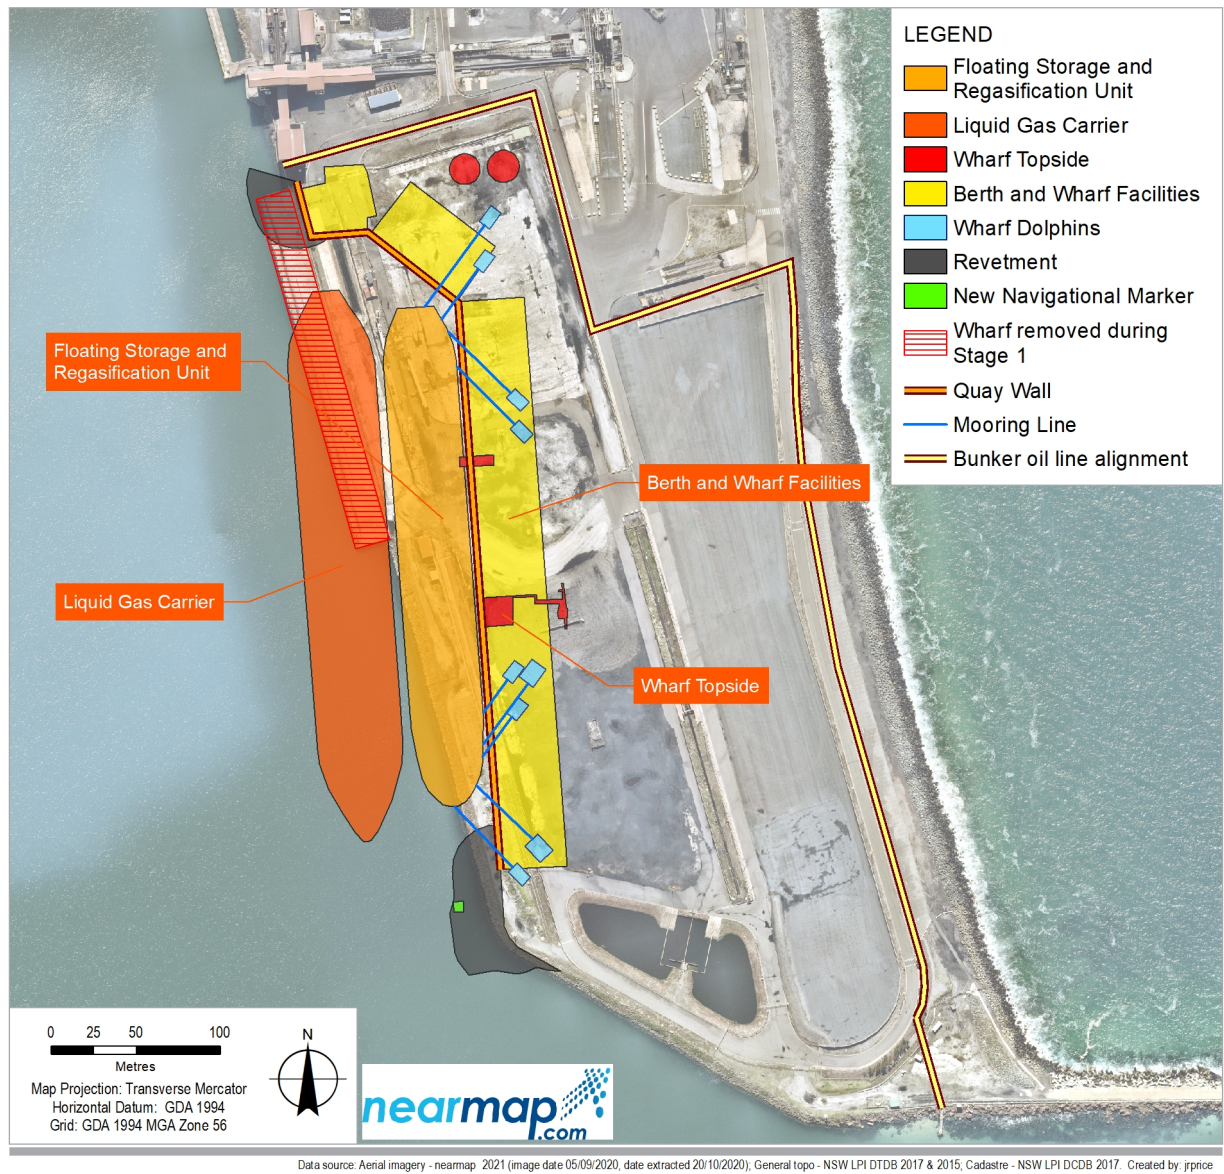 LEGEND
Floating Storage and
Regasification Unit
Liquid Gas Carrier
Wharf Topside
Berth and Wharf Facilities
Wharf Dolphins
Revetment
New Navigational Marker
Wharf removed during
Stage 1
Quay Wall
Mooring Line
Bunker oil line alignment
Floating Storage and
Regasification Unit
Berth and Wharf Facilities
Liquid Gas Carrier
Wharf Topside
0 25 50 100
Metres
Map Projection: Transverse Mercator
Horizontal Datum: GDA 1994
Grid: GDA 1994 MGA Zone 56
N
nearmap
.com
Data source: Aerial imagery - nearmap 2021 (image date 05/09/2020, date extracted 20/10/2020); General topo - NSW LPI DTDB 2017 & 2015; Cadastre - NSW LPI DCDB 2017. Created by: jrprice